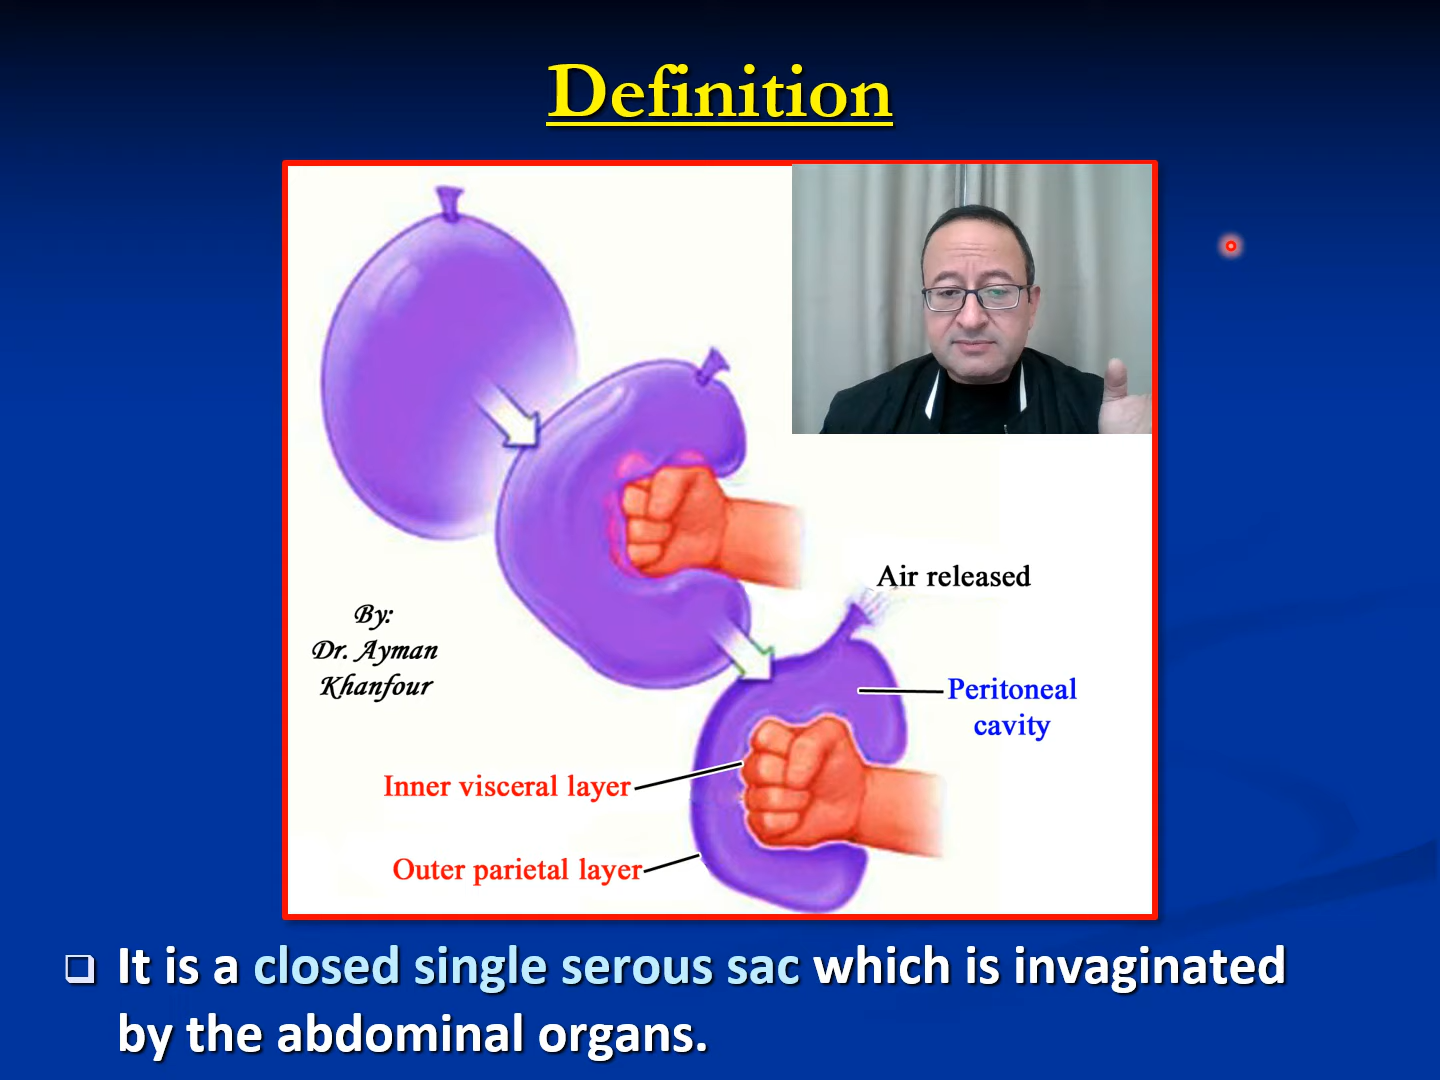 Definition
Air released
By:
Dr. Ayman
Khanfour
Peritoneal
cavity
Inner visceral layer
Outer parietal layer
It is a closed single serous sac which is invaginated
by the abdominal organs.